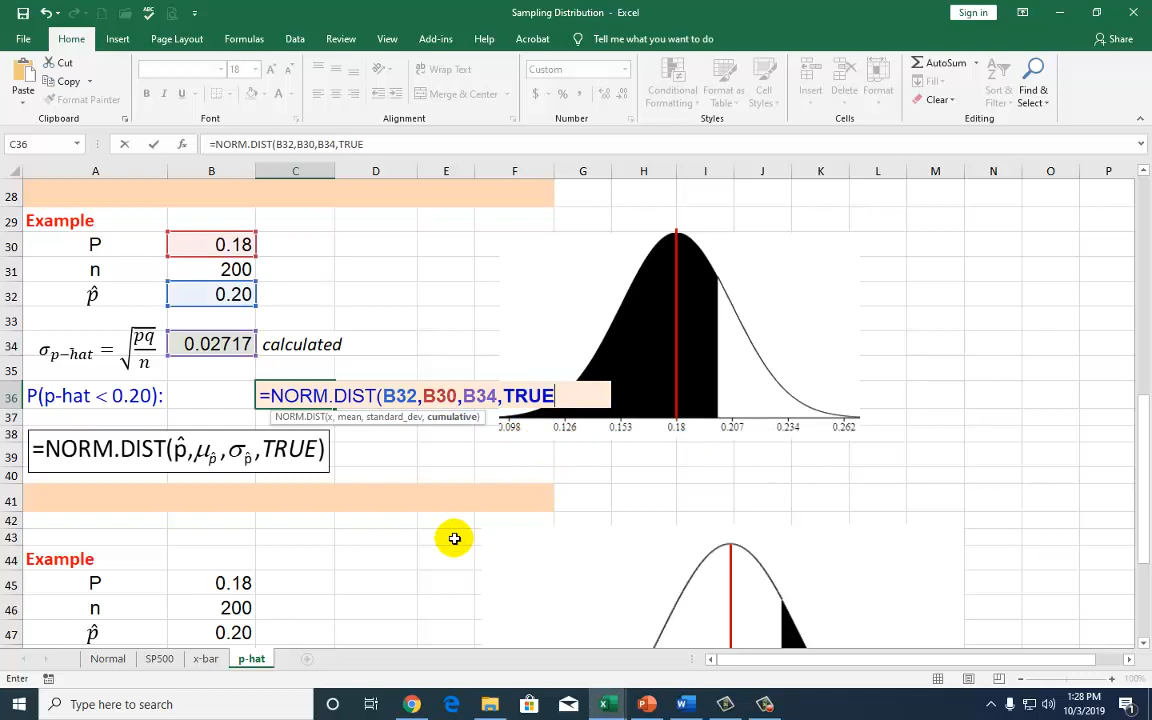 Sampling Distribution - Excel
Sign in
File Home Insert Page Layout Formulas Data Review View Add-ins Help Acrobat Tell me what you want to do Share
Paste
Cut
Copy
Format Painter
Clipboard
18
B I U
Font
Wrap Text
Merge & Center
Alignment
Custom
$ % ,
Number
Conditional Formatting
Format as Table
Cell Styles
Styles
Insert Delete Format
Cells
AutoSum
Fill
Clear
Sort & Filter
Find & Select
Editing
C36 =NORM.DIST(B32,B30,B34,TRUE
A B C D E F G H I J K L M N O P
28
29 Example
30 P 0.18
31 n 200
32 p̂ 0.20
33
34 σp−hat = √pq/n 0.02717 calculated
35
36 P(p-hat < 0.20): =NORM.DIST(B32,B30,B34,TRUE
37 NORM.DIST(x, mean, standard_dev, cumulative)
0.098 0.126 0.153 0.18 0.207 0.234 0.262
38
39 =NORM.DIST(p̂,μp̂,σp̂,TRUE)
40
41
42
43
44 Example
45 P 0.18
46 n 200
47 p̂ 0.20
Normal SP500 x-bar p-hat
Enter 100%
Type here to search
1:28 PM
10/3/2019